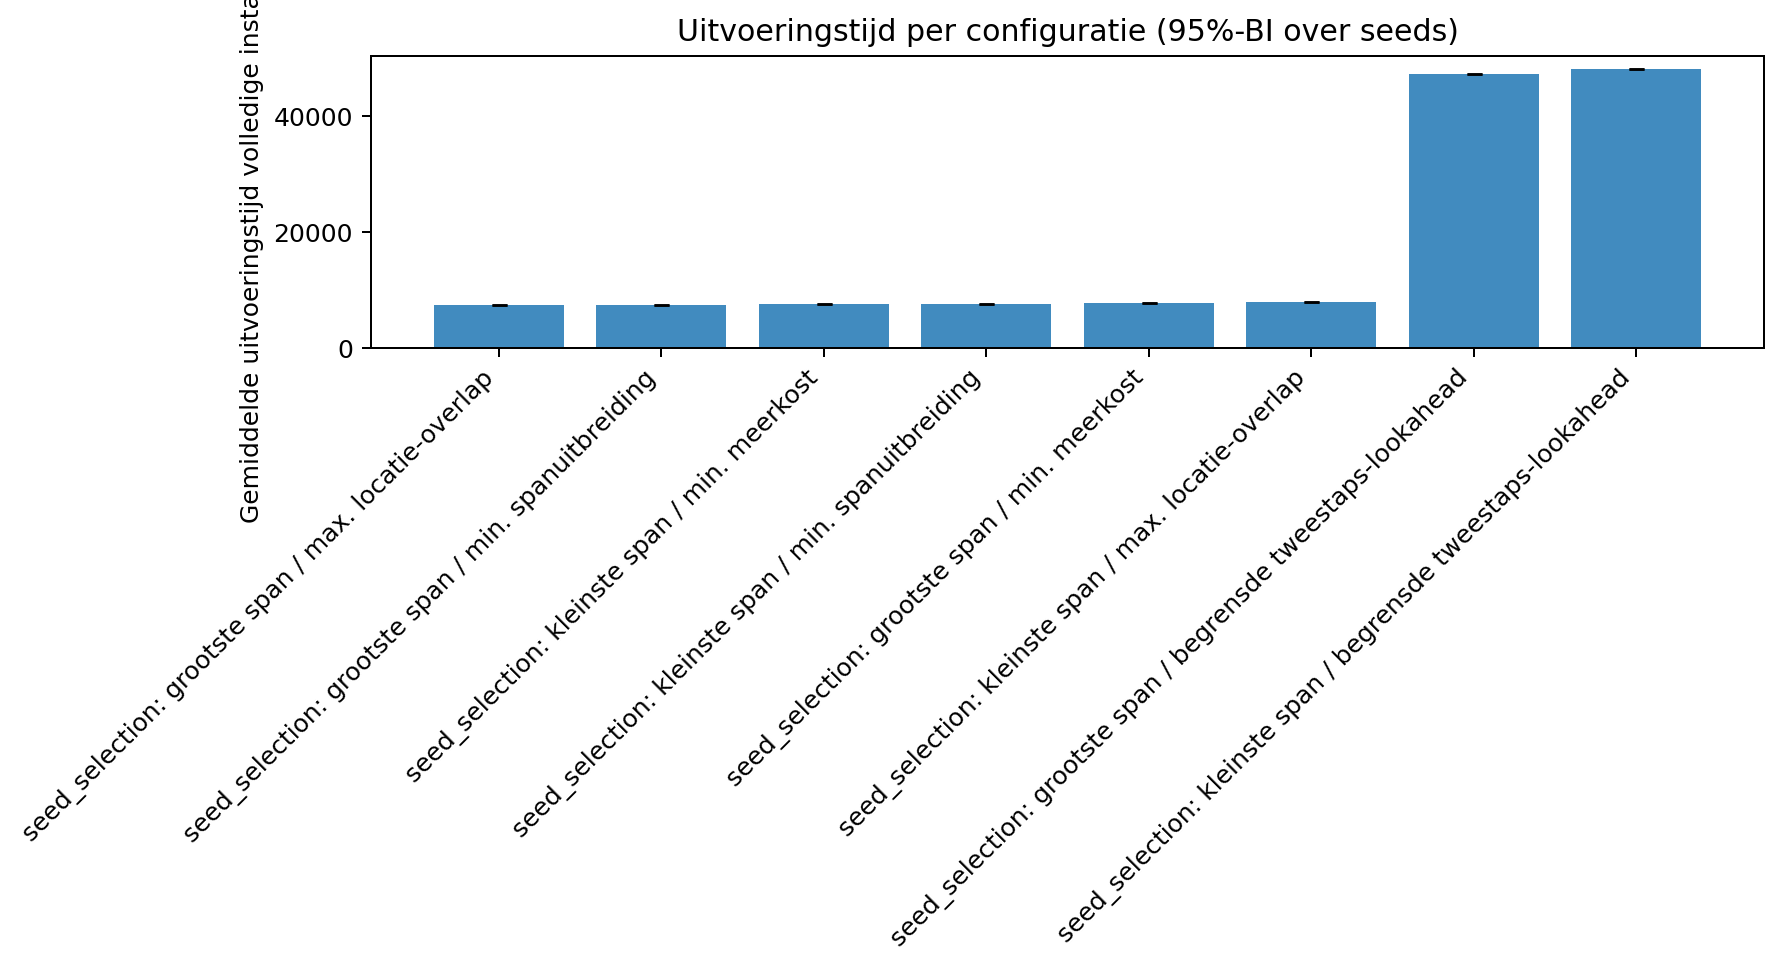 Uitvoeringstijd per configuratie (95%-BI over seeds)
Gemiddelde uitvoeringstijd volledige
40000
20000
0
seed_selection: grootste span / max. locatie-overlap
seed_selection: grootste span / min. spanuitbreiding
seed_selection: kleinste span / min. meerkost
seed_selection: kleinste span / min. spanuitbreiding
seed_selection: grootste span / min. meerkost
seed_selection: kleinste span / max. locatie-overlap
seed_selection: grootste span / begrensde tweestaps-lookahead
seed_selection: kleinste span / begrensde tweestaps-lookahead